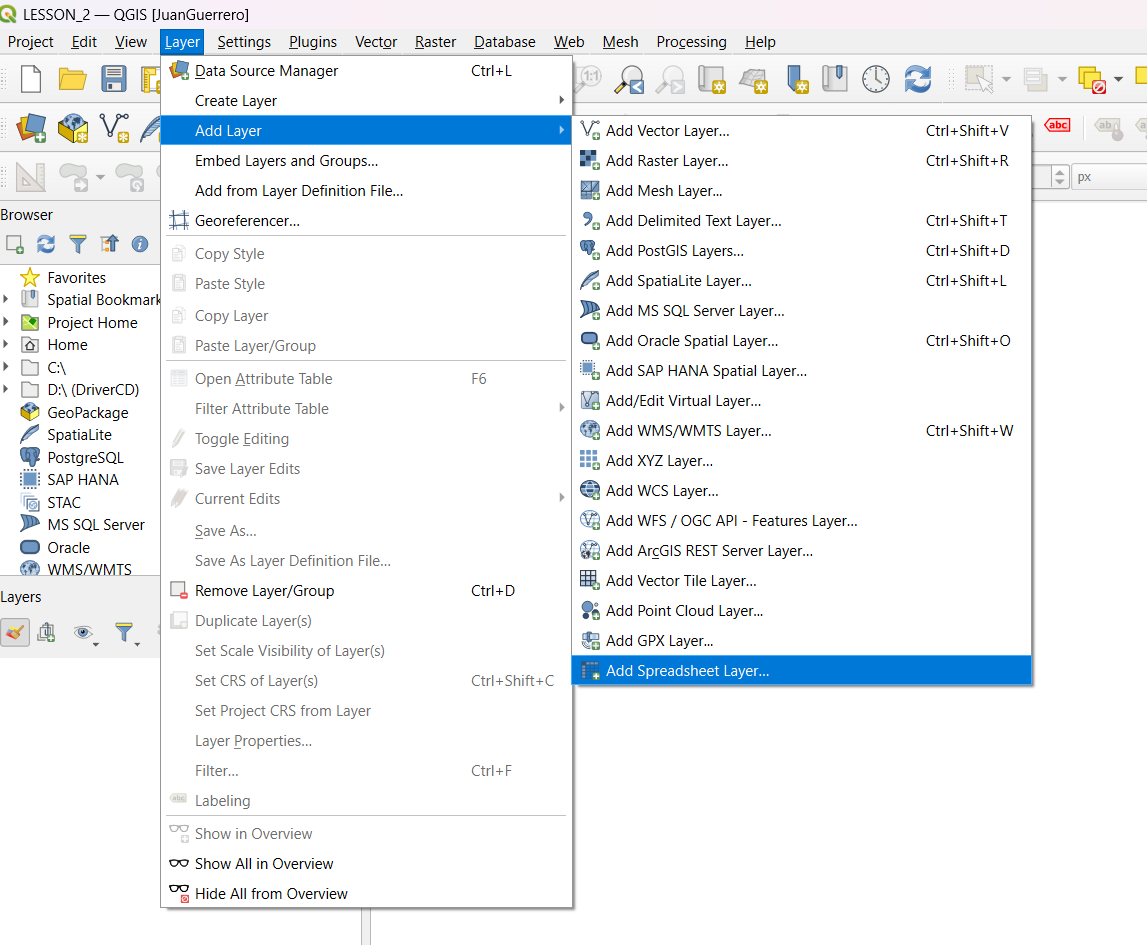 LESSON_2 — QGIS [JuanGuerrero]
Project Edit View Layer Settings Plugins Vector Raster Database Web Mesh Processing Help
1:1
abc
px
Browser
Favorites
Spatial Bookmark
Project Home
Home
C:\
D:\ (DriverCD)
GeoPackage
SpatiaLite
PostgreSQL
SAP HANA
STAC
MS SQL Server
Oracle
WMS/WMTS
Layers
Data Source Manager Ctrl+L
Create Layer
Add Layer
Embed Layers and Groups...
Add from Layer Definition File...
Georeferencer...
Copy Style
Paste Style
Copy Layer
Paste Layer/Group
Open Attribute Table F6
Filter Attribute Table
Toggle Editing
Save Layer Edits
Current Edits
Save As...
Save As Layer Definition File...
Remove Layer/Group Ctrl+D
Duplicate Layer(s)
Set Scale Visibility of Layer(s)
Set CRS of Layer(s) Ctrl+Shift+C
Set Project CRS from Layer
Layer Properties...
Filter... Ctrl+F
abc Labeling
Show in Overview
Show All in Overview
Hide All from Overview
Add Vector Layer... Ctrl+Shift+V
Add Raster Layer... Ctrl+Shift+R
Add Mesh Layer...
Add Delimited Text Layer... Ctrl+Shift+T
Add PostGIS Layers... Ctrl+Shift+D
Add SpatiaLite Layer... Ctrl+Shift+L
Add MS SQL Server Layer...
Add Oracle Spatial Layer... Ctrl+Shift+O
Add SAP HANA Spatial Layer...
Add/Edit Virtual Layer...
Add WMS/WMTS Layer... Ctrl+Shift+W
Add XYZ Layer...
Add WCS Layer...
Add WFS / OGC API - Features Layer...
Add ArcGIS REST Server Layer...
Add Vector Tile Layer...
Add Point Cloud Layer...
Add GPX Layer...
Add Spreadsheet Layer...